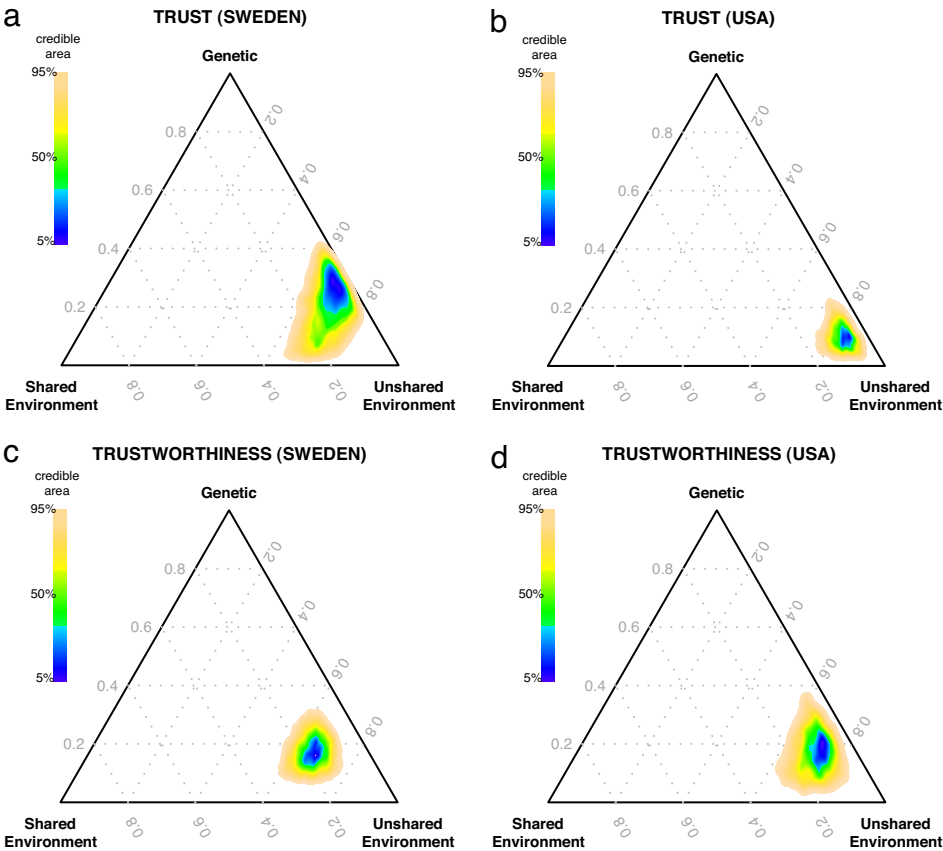 a
TRUST (SWEDEN)
credible
area
95%
50%
5%
Genetic
0.8
0.6
0.4
0.2
0.2
0.4
0.6
0.8
0.8
0.6
0.4
0.2
Shared
Environment
Unshared
Environment
b
TRUST (USA)
credible
area
95%
50%
5%
Genetic
0.8
0.6
0.4
0.2
0.2
0.4
0.6
0.8
0.8
0.6
0.4
0.2
Shared
Environment
Unshared
Environment
c
TRUSTWORTHINESS (SWEDEN)
credible
area
95%
50%
5%
Genetic
0.8
0.6
0.4
0.2
0.2
0.4
0.6
0.8
0.8
0.6
0.4
0.2
Shared
Environment
Unshared
Environment
d
TRUSTWORTHINESS (USA)
credible
area
95%
50%
5%
Genetic
0.8
0.6
0.4
0.2
0.2
0.4
0.6
0.8
0.8
0.6
0.4
0.2
Shared
Environment
Unshared
Environment